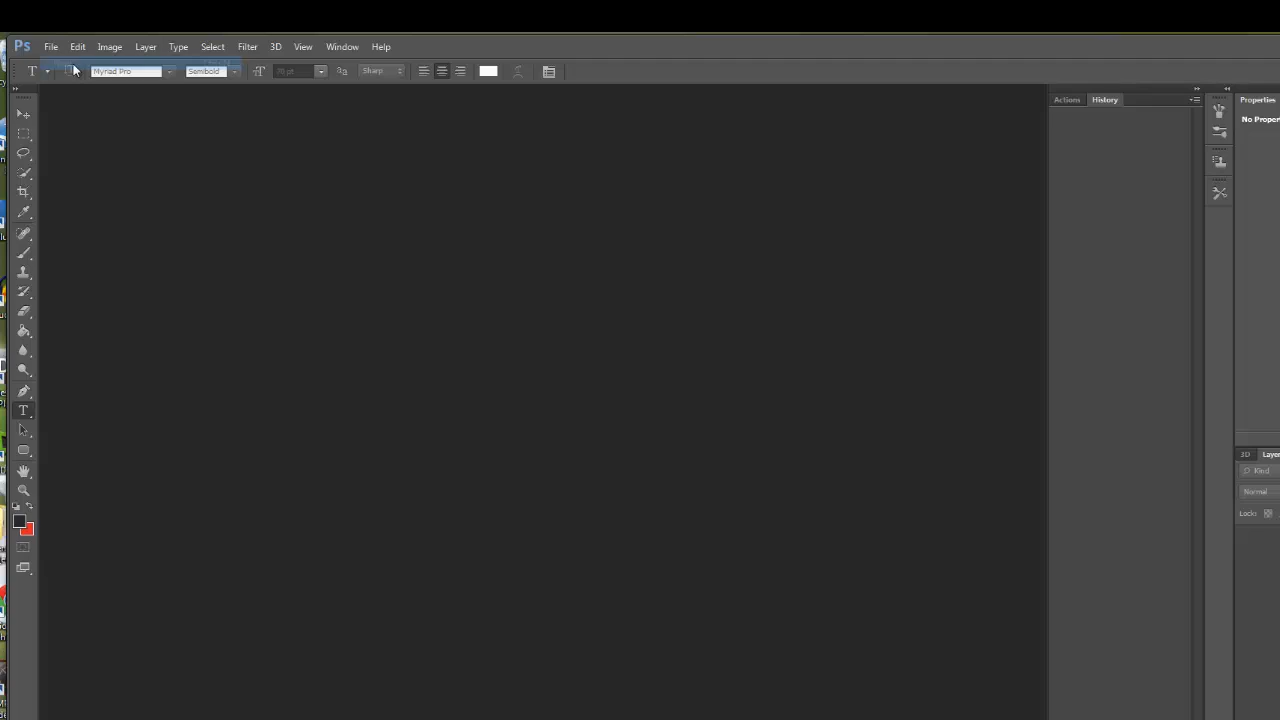 Ps File Edit Image Layer Type Select Filter 3D View Window Help
T Myriad Pro Semibold Sharp
Actions History Properties
No Proper
T
3D Layer
Kind
Normal
Lock: